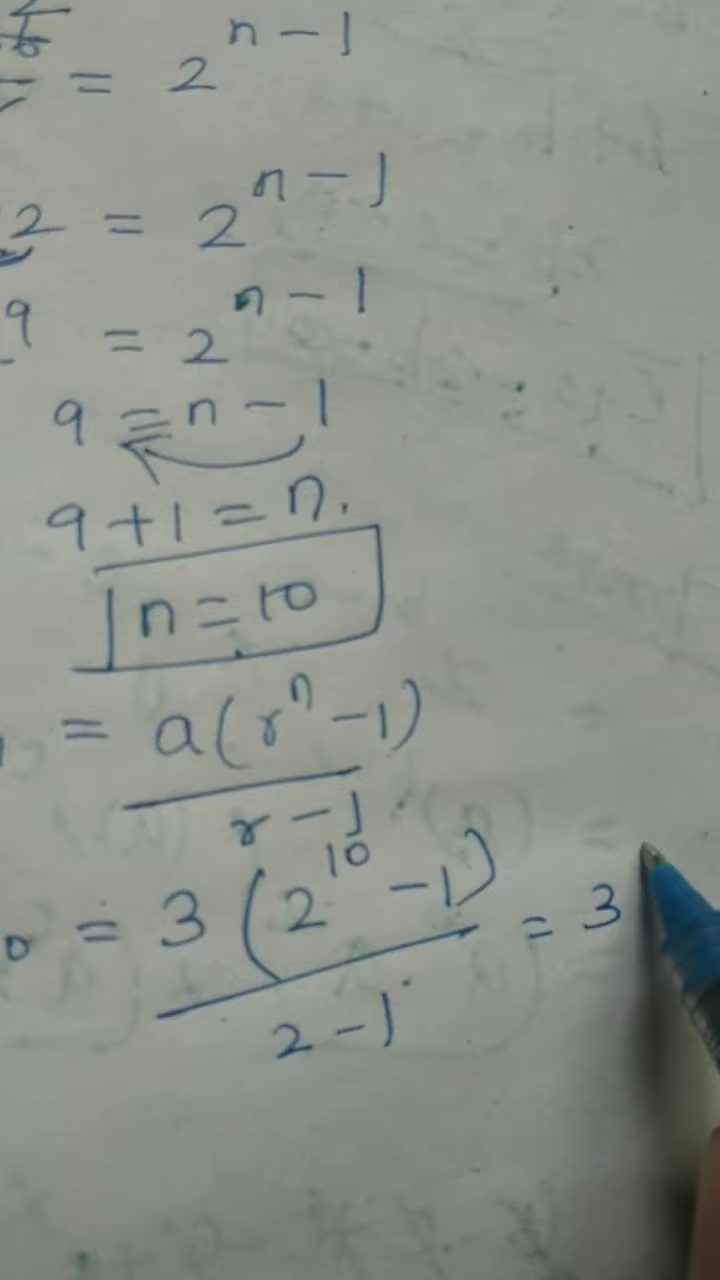 = 2^{n-1}
2 = 2^{n-1}
9 = 2^{n-1}
9 = n - 1
9 + 1 = n.
n = 10
= a(r^n - 1) / r - 1
0 = 3(2^{10} - 1) / 2 - 1 = 3